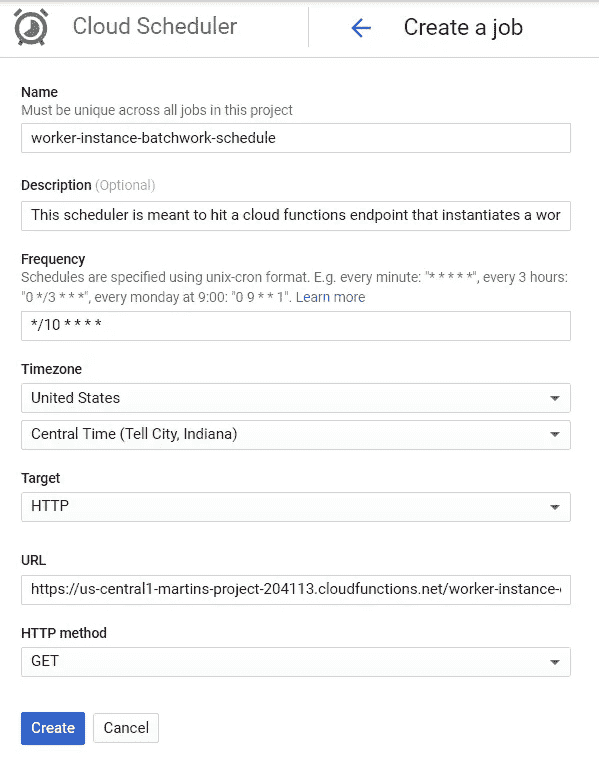 Cloud Scheduler
Create a job
Name
Must be unique across all jobs in this project
worker-instance-batchwork-schedule
Description (Optional)
This scheduler is meant to hit a cloud functions endpoint that instantiates a wor
Frequency
Schedules are specified using unix-cron format. E.g. every minute: "* * * * *", every 3 hours:
"0 */3 * * *", every monday at 9:00: "0 9 * * 1". Learn more
*/10 * * * *
Timezone
United States
Central Time (Tell City, Indiana)
Target
HTTP
URL
https://us-central1-martins-project-204113.cloudfunctions.net/worker-instance-
HTTP method
GET
Create
Cancel